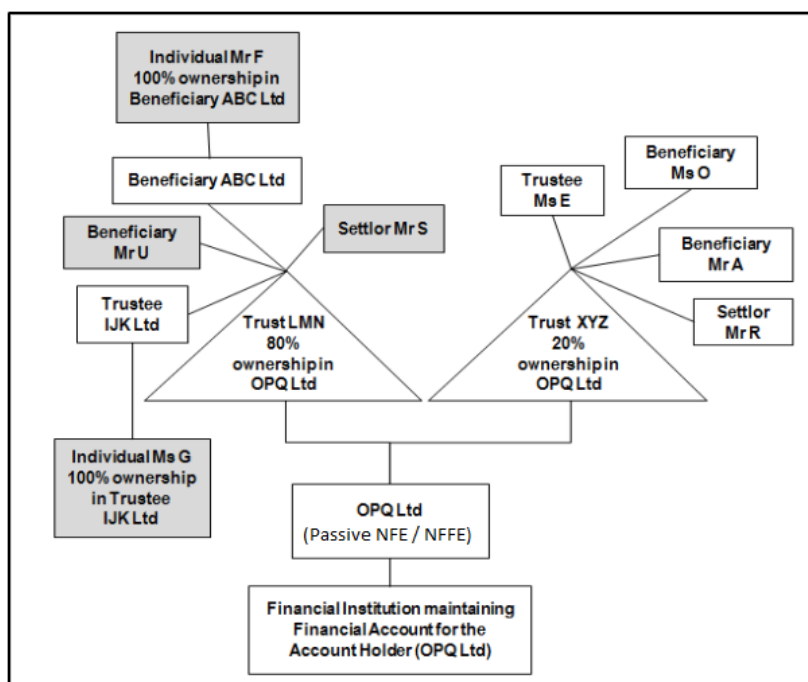 Individual Mr F
100% ownership in
Beneficiary ABC Ltd
Beneficiary ABC Ltd
Beneficiary
Mr U
Settlor Mr S
Trustee
IJK Ltd
Trust LMN
80%
ownership in
OPQ Ltd
Individual Ms G
100% ownership
in Trustee
IJK Ltd
Beneficiary
Ms O
Trustee
Ms E
Beneficiary
Mr A
Settlor
Mr R
Trust XYZ
20%
ownership in
OPQ Ltd
OPQ Ltd
(Passive NFE / NFFE)
Financial Institution maintaining
Financial Account for the
Account Holder (OPQ Ltd)